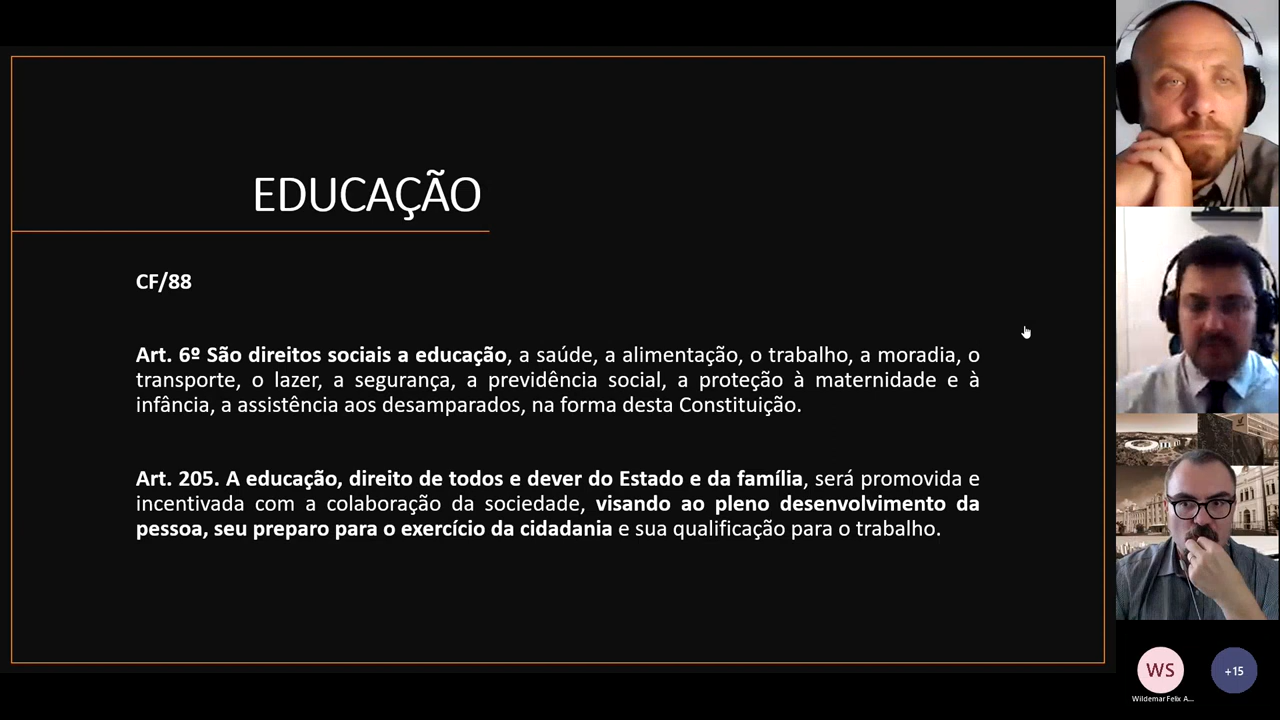 EDUCAÇÃO
CF/88
Art. 6º São direitos sociais a educação, a saúde, a alimentação, o trabalho, a moradia, o
transporte, o lazer, a segurança, a previdência social, a proteção à maternidade e à
infância, a assistência aos desamparados, na forma desta Constituição.
Art. 205. A educação, direito de todos e dever do Estado e da família, será promovida e
incentivada com a colaboração da sociedade, visando ao pleno desenvolvimento da
pessoa, seu preparo para o exercício da cidadania e sua qualificação para o trabalho.
WS
+15
Wildemar Felix A...